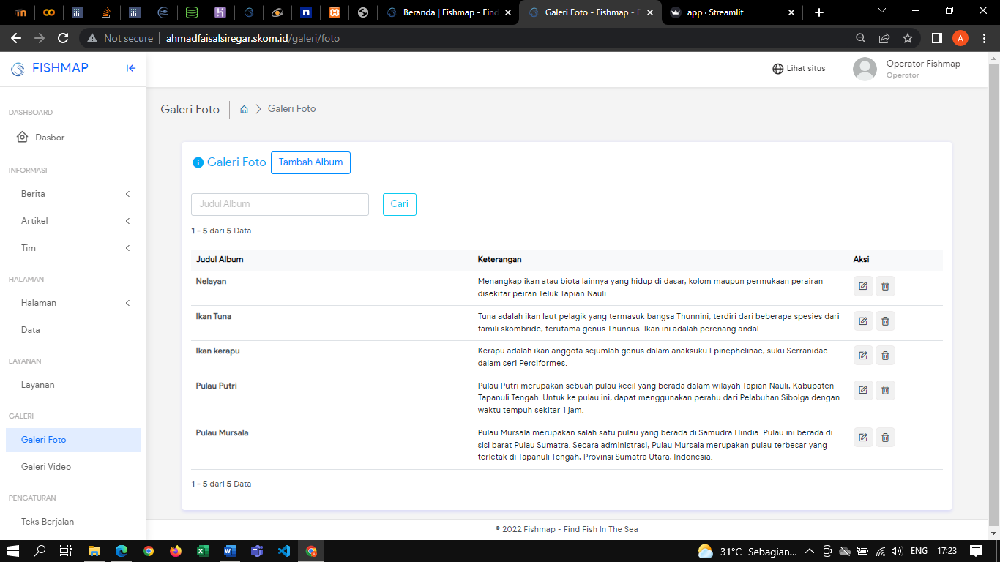 Beranda | Fishmap - Find
Galeri Foto - Fishmap - F
app · Streamlit
Not secure
ahmadfaisalsiregar.skom.id/galeri/foto
A
FISHMAP
Lihat situs
Operator Fishmap
Operator
Galeri Foto
Galeri Foto
DASHBOARD
Dasbor
INFORMASI
Berita
Artikel
Tim
HALAMAN
Halaman
Data
LAYANAN
Layanan
GALERI
Galeri Foto
Galeri Video
PENGATURAN
Teks Berjalan
Galeri Foto
Tambah Album
Judul Album
Cari
1 - 5 dari 5 Data
Judul Album Keterangan Aksi
Nelayan
Menangkap ikan atau biota lainnya yang hidup di dasar, kolom maupun permukaan perairan
disekitar peiran Teluk Tapian Nauli.
Ikan Tuna
Tuna adalah ikan laut pelagik yang termasuk bangsa Thunnini, terdiri dari beberapa spesies dari
famili skombride, terutama genus Thunnus. Ikan ini adalah perenang andal.
Ikan kerapu
Kerapu adalah ikan anggota sejumlah genus dalam anaksuku Epinephelinae, suku Serranidae
dalam seri Perciformes.
Pulau Putri
Pulau Putri merupakan sebuah pulau kecil yang berada dalam wilayah Tapian Nauli, Kabupaten
Tapanuli Tengah. Untuk ke pulau ini, dapat menggunakan perahu dari Pelabuhan Sibolga dengan
waktu tempuh sekitar 1 jam.
Pulau Mursala
Pulau Mursala merupakan salah satu pulau yang berada di Samudra Hindia. Pulau ini berada di
sisi barat Pulau Sumatra. Secara administrasi, Pulau Mursala merupakan pulau terbesar yang
terletak di Tapanuli Tengah, Provinsi Sumatra Utara, Indonesia.
1 - 5 dari 5 Data
© 2022 Fishmap - Find Fish In The Sea
31°C Sebagian...
ENG
17:23